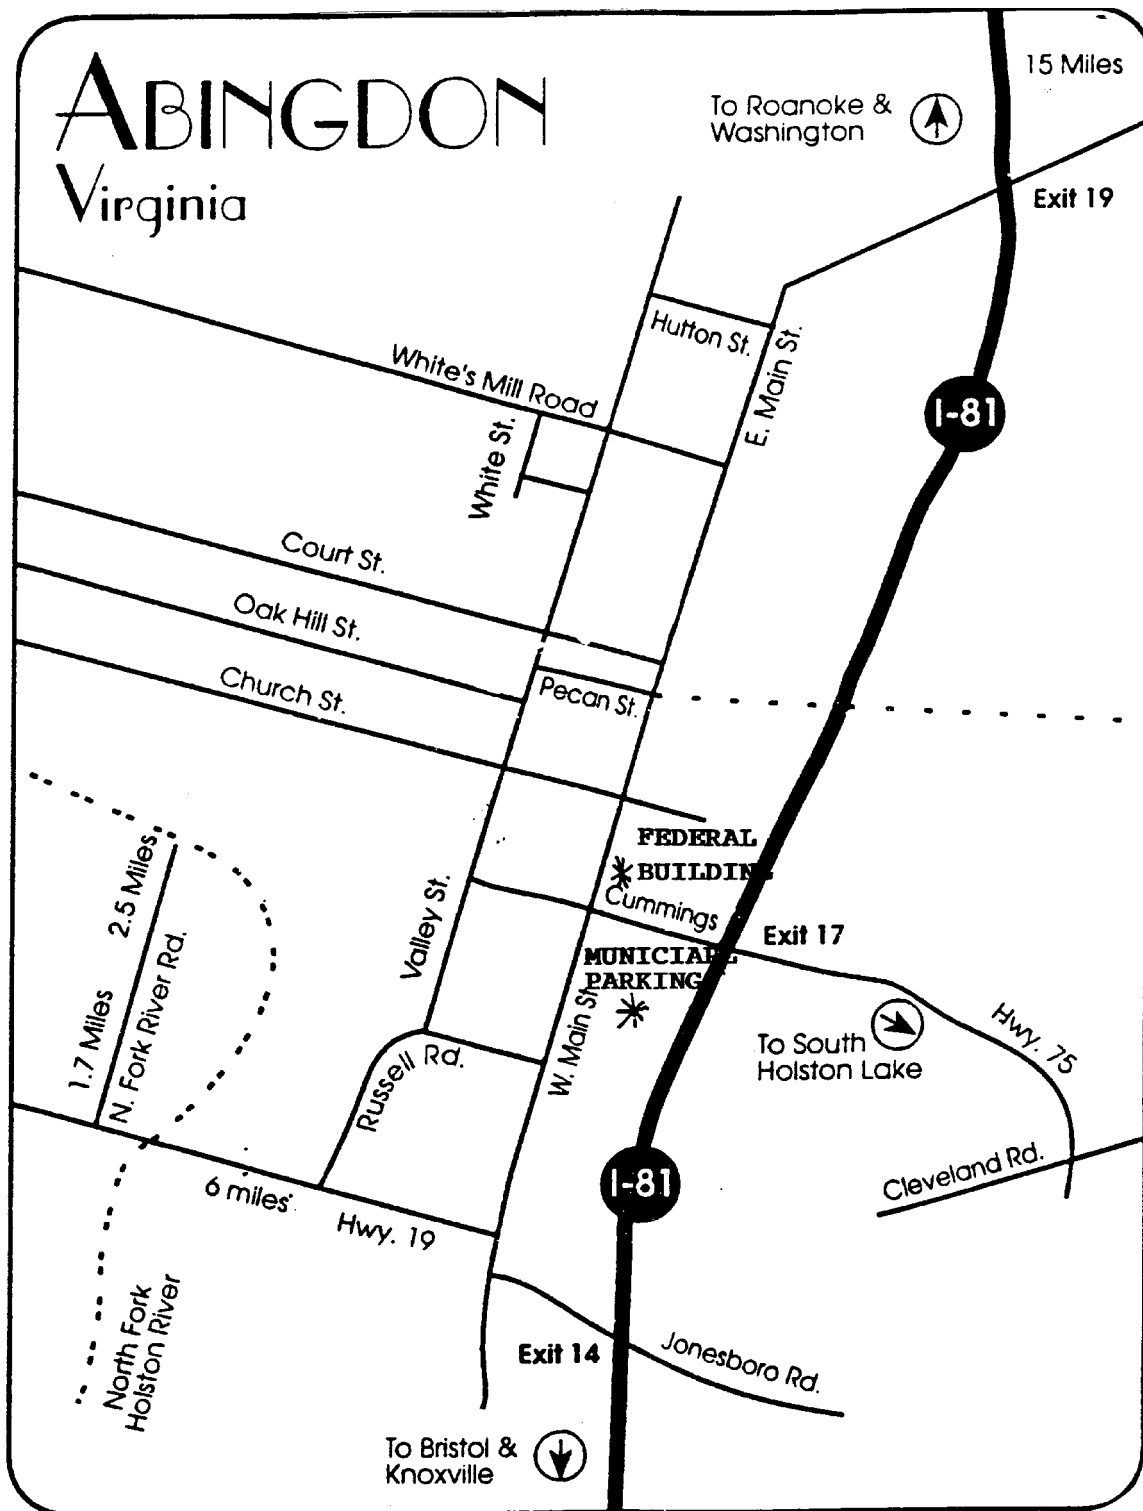 ABINGDON
Virginia
15 Miles
To Roanoke &
Washington
Exit 19
Hutton St.
E. Main St.
White's Mill Road
I-81
White St.
Court St.
Oak Hill St.
Pecan St.
Church St.
FEDERAL
BUILDING
2.5 Miles
Valley St.
Cummings
Exit 17
MUNICIAPL
PARKING
N. Fork River Rd.
1.7 Miles
W. Main St.
To South
Holston Lake
Hwy. 75
Russell Rd.
I-81
Cleveland Rd.
6 miles
Hwy. 19
North Fork
Holston River
Exit 14
Jonesboro Rd.
To Bristol &
Knoxville